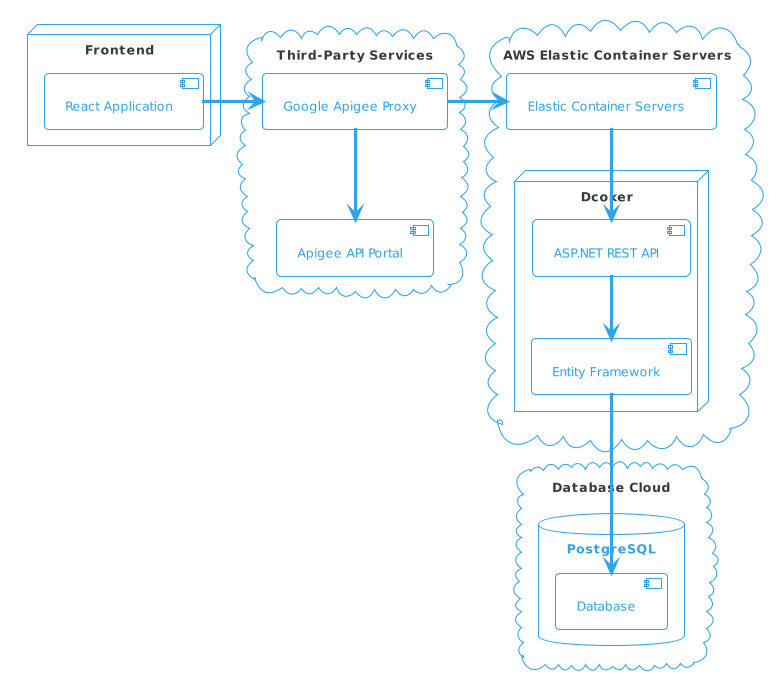 Frontend
React Application
Third-Party Services
Google Apigee Proxy
Apigee API Portal
AWS Elastic Container Servers
Elastic Container Servers
Dcoker
ASP.NET REST API
Entity Framework
Database Cloud
PostgreSQL
Database